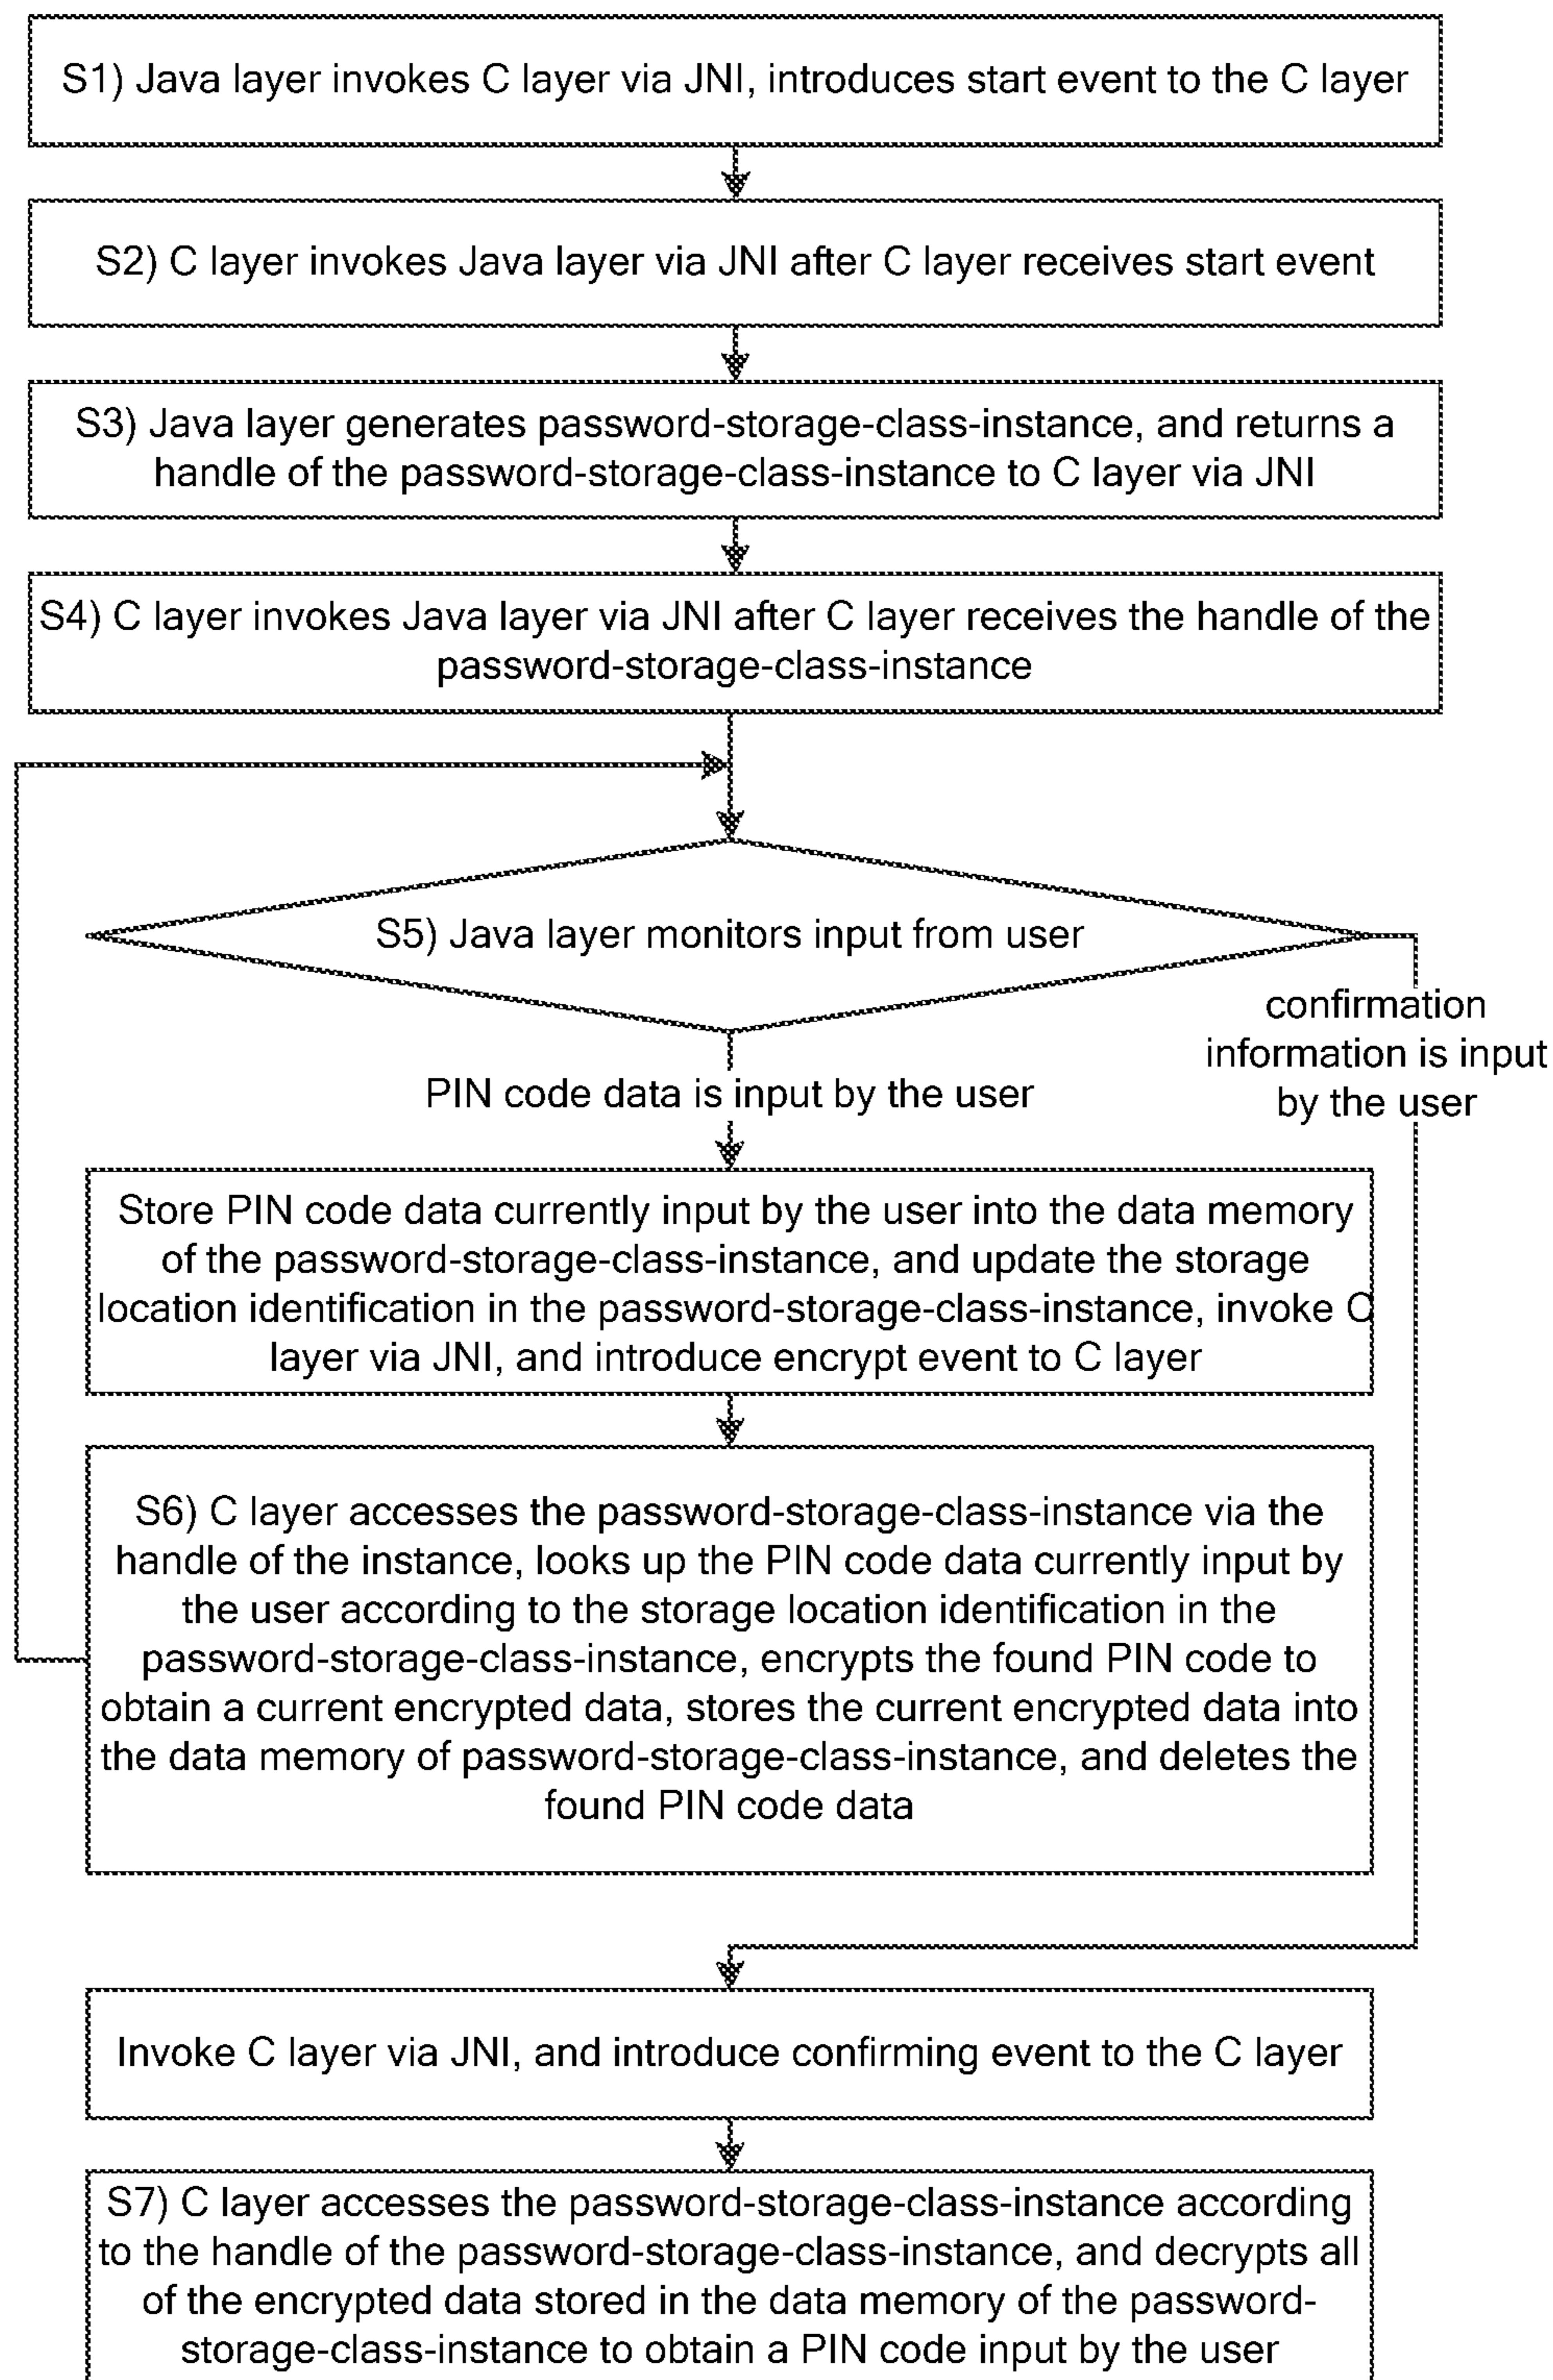 S1) Java layer invokes C layer via JNI, introduces start event to the C layer
S2) C layer invokes Java layer via JNI after C layer receives start event
S3) Java layer generates password-storage-class-instance, and returns a
handle of the password-storage-class-instance to C layer via JNI
S4) C layer invokes Java layer via JNI after C layer receives the handle of the
password-storage-class-instance
S5) Java layer monitors input from user
confirmation
information is input
by the user
PIN code data is input by the user
Store PIN code data currently input by the user into the data memory
of the password-storage-class-instance, and update the storage
location identification in the password-storage-class-instance, invoke C
layer via JNI, and introduce encrypt event to C layer
S6) C layer accesses the password-storage-class-instance via the
handle of the instance, looks up the PIN code data currently input by
the user according to the storage location identification in the
password-storage-class-instance, encrypts the found PIN code to
obtain a current encrypted data, stores the current encrypted data into
the data memory of password-storage-class-instance, and deletes the
found PIN code data
Invoke C layer via JNI, and introduce confirming event to the C layer
S7) C layer accesses the password-storage-class-instance according
to the handle of the password-storage-class-instance, and decrypts all
of the encrypted data stored in the data memory of the password-
storage-class-instance to obtain a PIN code input by the user